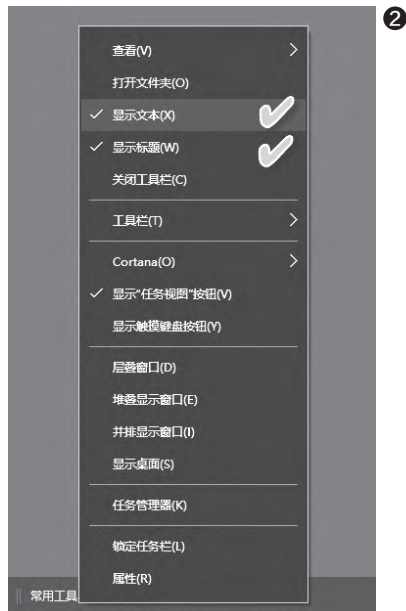 ❷
查看(V)
打开文件夹(O)
显示文本(X)
显示标题(W)
关闭工具栏(C)
工具栏(T)
Cortana(O)
显示“任务视图”按钮(V)
显示触摸键盘按钮(Y)
层叠窗口(D)
堆叠显示窗口(E)
并排显示窗口(I)
显示桌面(S)
任务管理器(K)
锁定任务栏(L)
属性(R)
常用工具